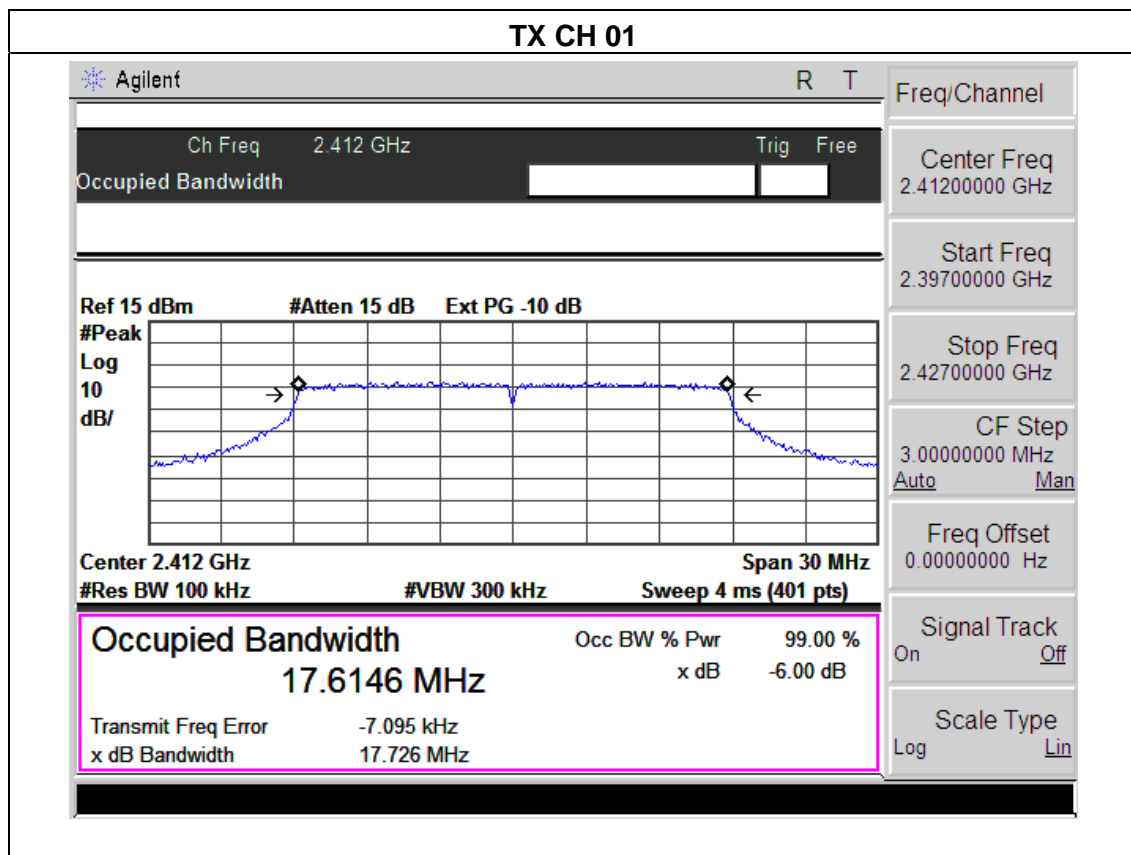 TX CH 01
Agilent R T
Ch Freq 2.412 GHz Trig Free
Occupied Bandwidth
Ref 15 dBm #Atten 15 dB Ext PG -10 dB
#Peak
Log
10
dB/
Center 2.412 GHz Span 30 MHz
#Res BW 100 kHz #VBW 300 kHz Sweep 4 ms (401 pts)
Occupied Bandwidth Occ BW % Pwr 99.00 %
17.6146 MHz x dB -6.00 dB
Transmit Freq Error -7.095 kHz
x dB Bandwidth 17.726 MHz
Freq/Channel
Center Freq
2.41200000 GHz
Start Freq
2.39700000 GHz
Stop Freq
2.42700000 GHz
CF Step
3.00000000 MHz
Auto Man
Freq Offset
0.00000000 Hz
Signal Track
On Off
Scale Type
Log Lin